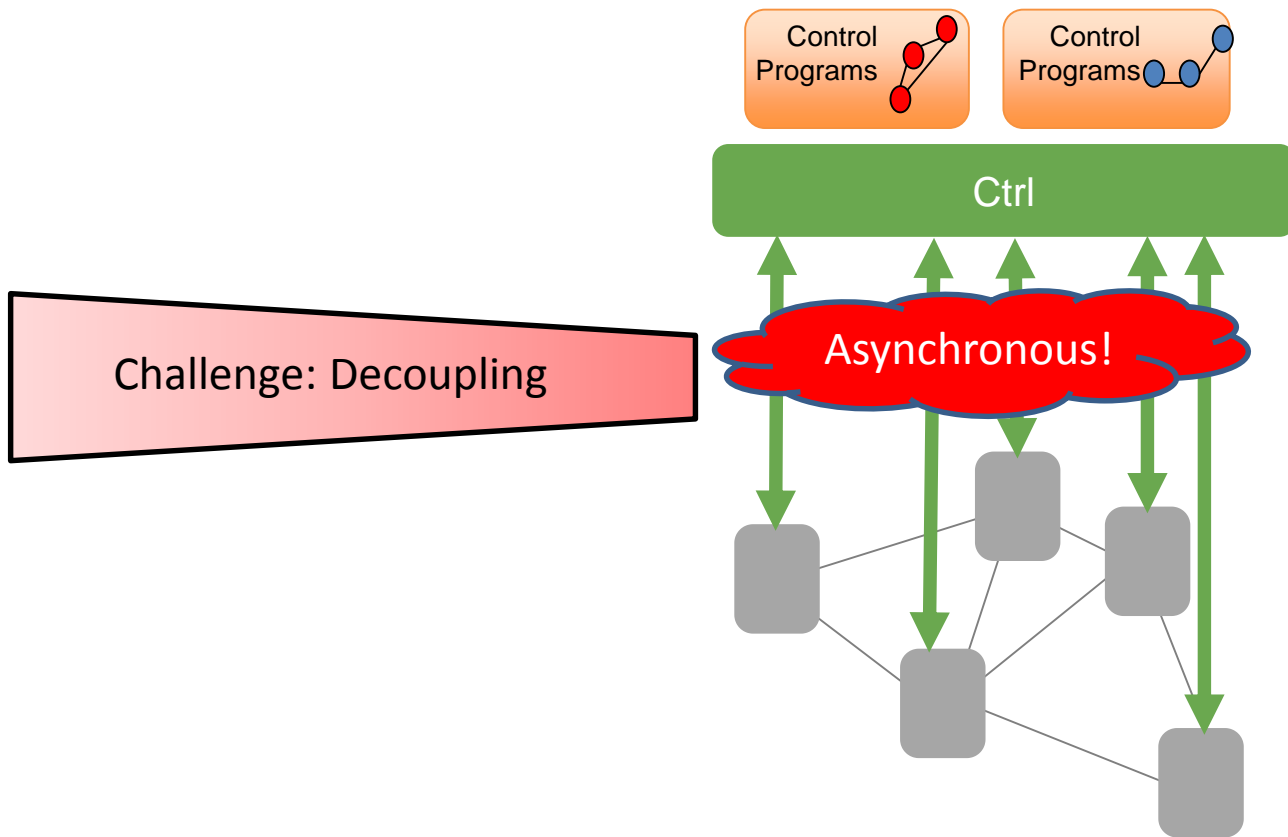 Control
Programs
Control
Programs
Ctrl
Asynchronous!
Challenge: Decoupling